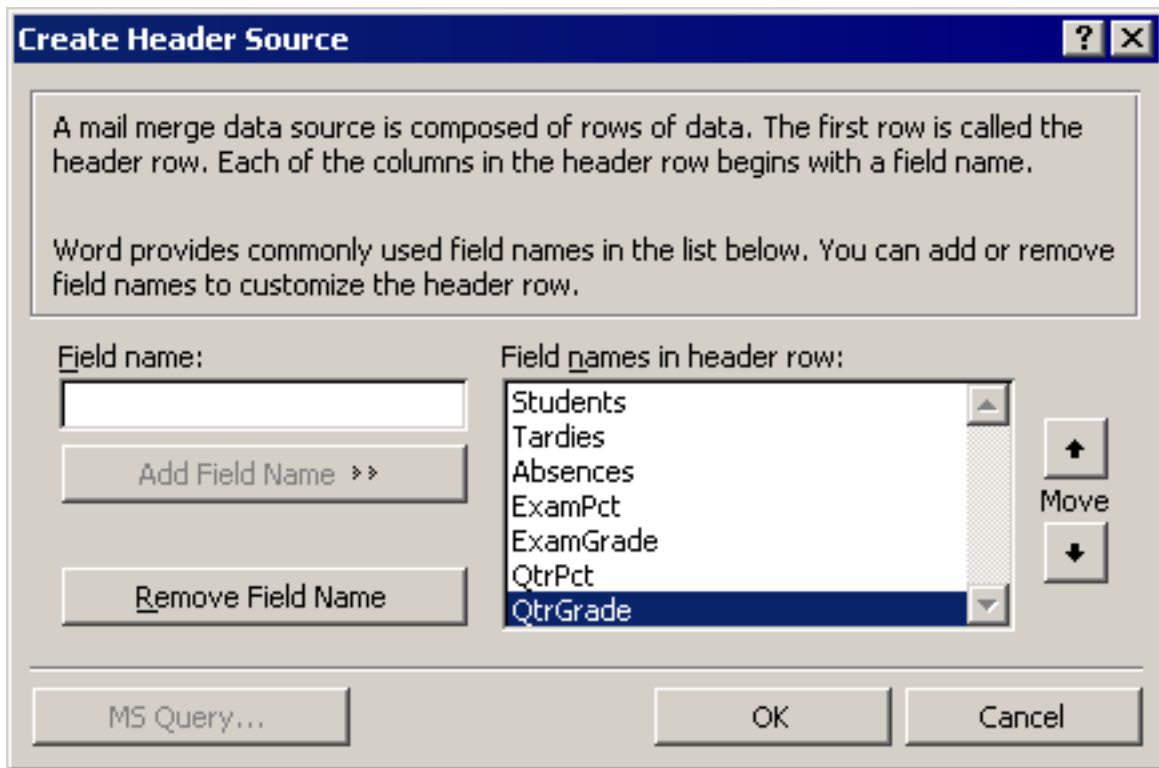 Create Header Source
A mail merge data source is composed of rows of data. The first row is called the
header row. Each of the columns in the header row begins with a field name.
Word provides commonly used field names in the list below. You can add or remove
field names to customize the header row.
Field name:
Field names in header row:
Add Field Name >>
Students
Tardies
Absences
ExamPct
ExamGrade
QtrPct
QtrGrade
Move
Remove Field Name
MS Query...
OK
Cancel